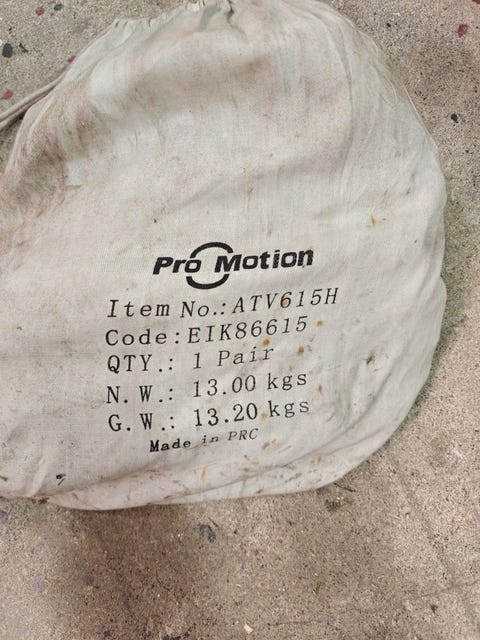 Pro Motion
Item No.: ATV615H
Code: EIK86615
QTY.: 1 Pair
N.W.: 13.00 kgs
G.W.: 13.20 kgs
Made in PRC